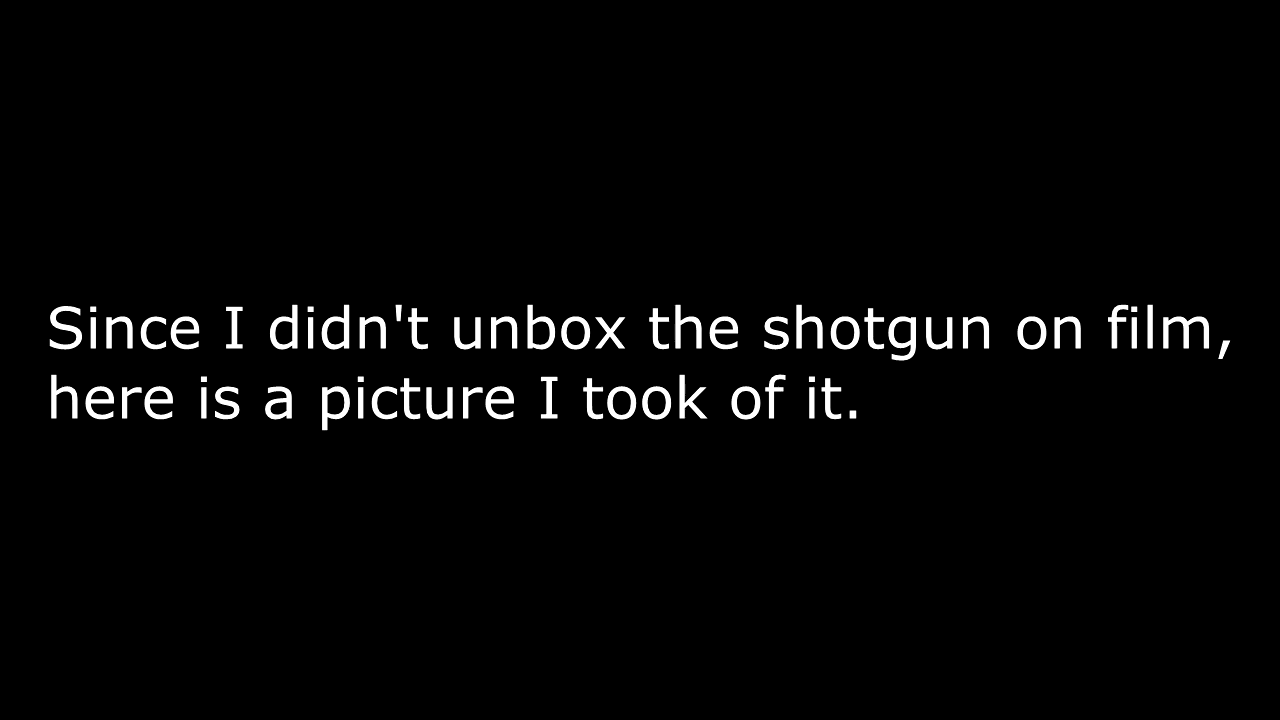 Since I didn't unbox the shotgun on film,
here is a picture I took of it.